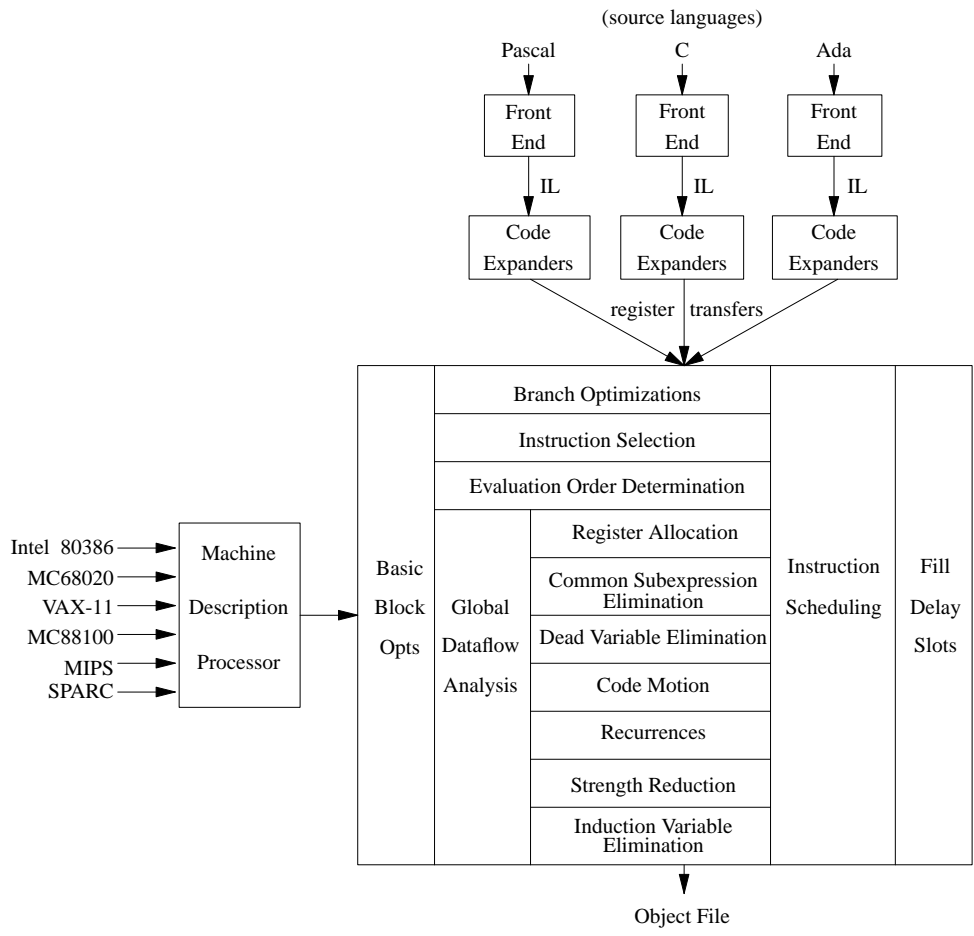 (source languages)
Pascal C Ada
Front Front Front
End End End
IL IL IL
Code Code Code
Expanders Expanders Expanders
register transfers
Branch Optimizations
Instruction Selection
Evaluation Order Determination
Intel 80386
MC68020
VAX-11
MC88100
MIPS
SPARC
Machine
Description
Processor
Basic
Block
Opts
Global
Dataflow
Analysis
Register Allocation
Common Subexpression
Elimination
Dead Variable Elimination
Code Motion
Recurrences
Strength Reduction
Induction Variable
Elimination
Instruction
Scheduling
Fill
Delay
Slots
Object File